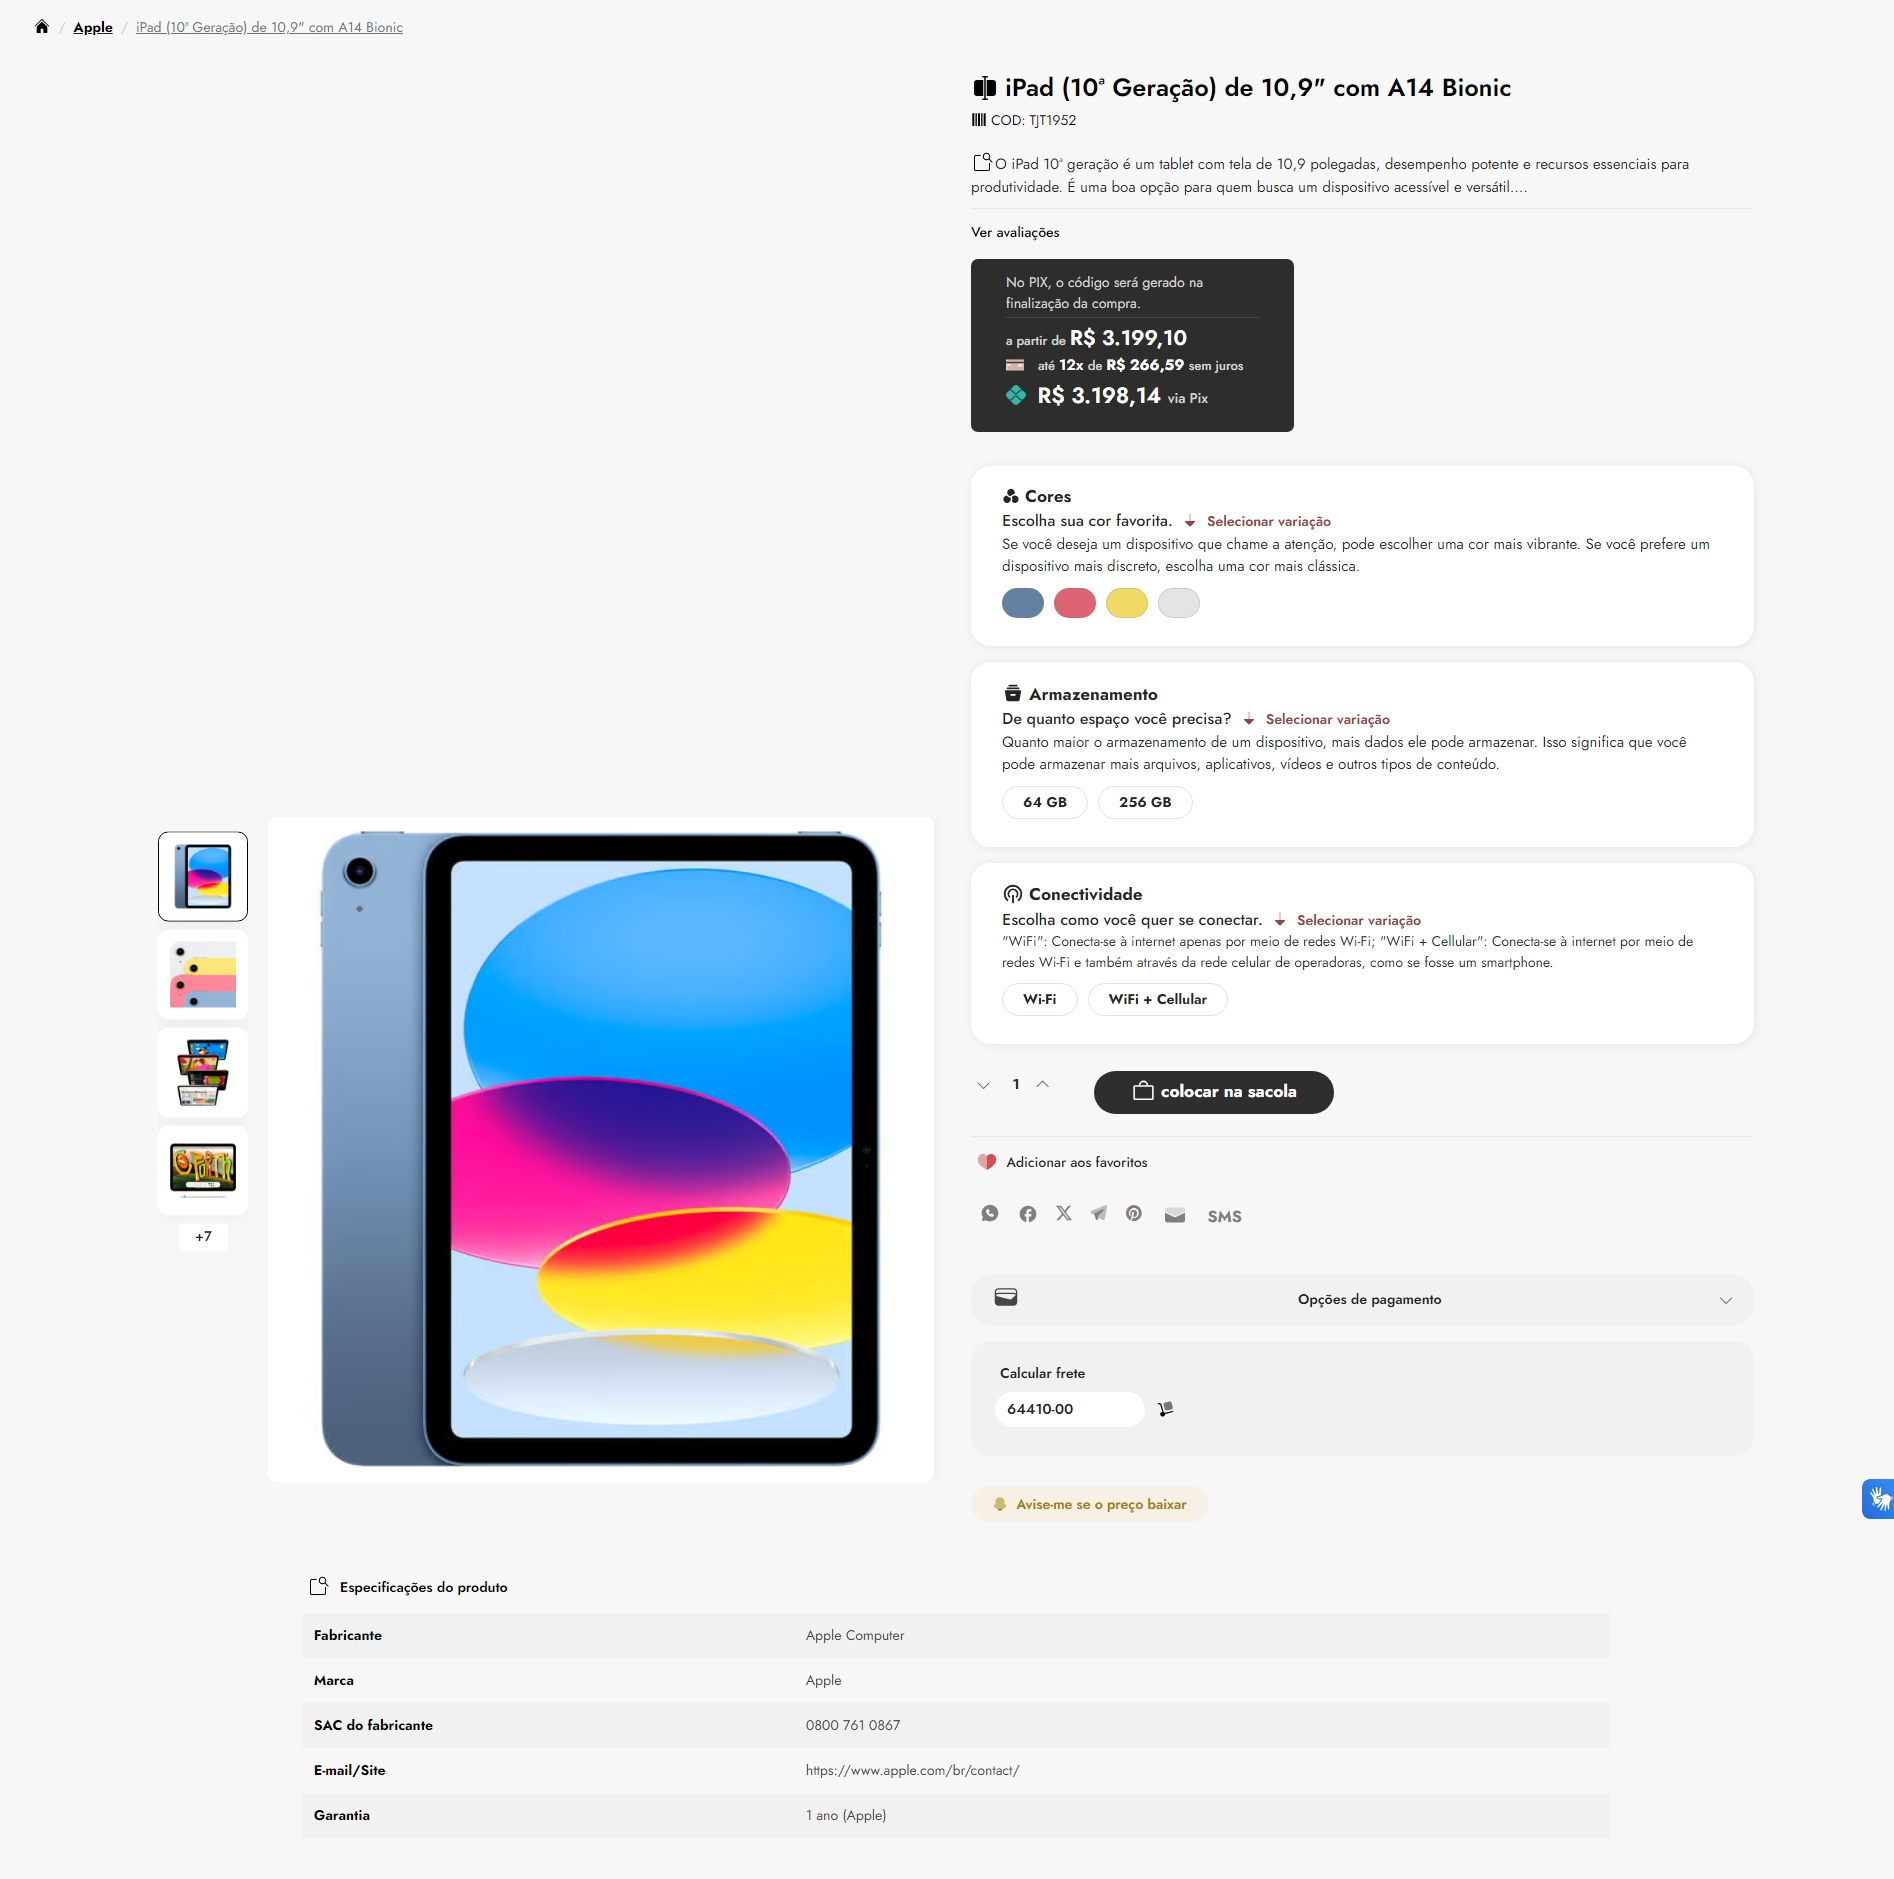 / Apple / iPad (10ª Geração) de 10,9" com A14 Bionic
iPad (10ª Geração) de 10,9" com A14 Bionic
COD: TJT1952
O iPad 10ª geração é um tablet com tela de 10,9 polegadas, desempenho potente e recursos essenciais para
produtividade. É uma boa opção para quem busca um dispositivo acessível e versátil....
Ver avaliações
No PIX, o código será gerado na
finalização da compra.
a partir de R$ 3.199,10
até 12x de R$ 266,59 sem juros
R$ 3.198,14 via Pix
Cores
Escolha sua cor favorita. Selecionar variação
Se você deseja um dispositivo que chame a atenção, pode escolher uma cor mais vibrante. Se você prefere um
dispositivo mais discreto, escolha uma cor mais clássica.
Armazenamento
De quanto espaço você precisa? Selecionar variação
Quanto maior o armazenamento de um dispositivo, mais dados ele pode armazenar. Isso significa que você
pode armazenar mais arquivos, aplicativos, vídeos e outros tipos de conteúdo.
64 GB 256 GB
Conectividade
Escolha como você quer se conectar. Selecionar variação
"WiFi": Conecta-se à internet apenas por meio de redes Wi-Fi; "WiFi + Cellular": Conecta-se à internet por meio de
redes Wi-Fi e também através da rede celular de operadoras, como se fosse um smartphone.
Wi-Fi WiFi + Cellular
1 colocar na sacola
Adicionar aos favoritos
SMS
+7
Opções de pagamento
Calcular frete
64410-00
Avise-me se o preço baixar
Especificações do produto
Fabricante Apple Computer
Marca Apple
SAC do fabricante 0800 761 0867
E-mail/Site https://www.apple.com/br/contact/
Garantia 1 ano (Apple)